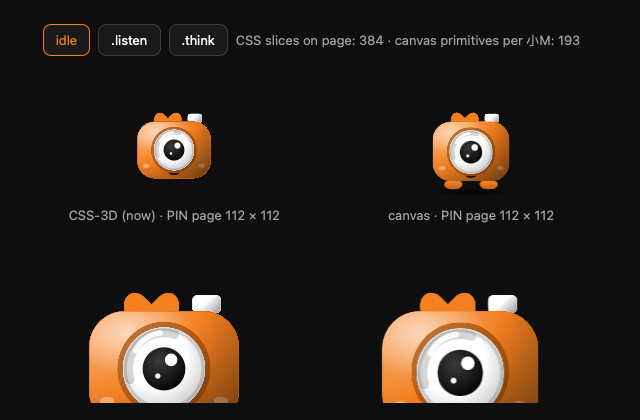 idle
.listen
.think
CSS slices on page: 384 · canvas primitives per 小M: 193
CSS-3D (now) · PIN page 112 × 112
canvas · PIN page 112 × 112